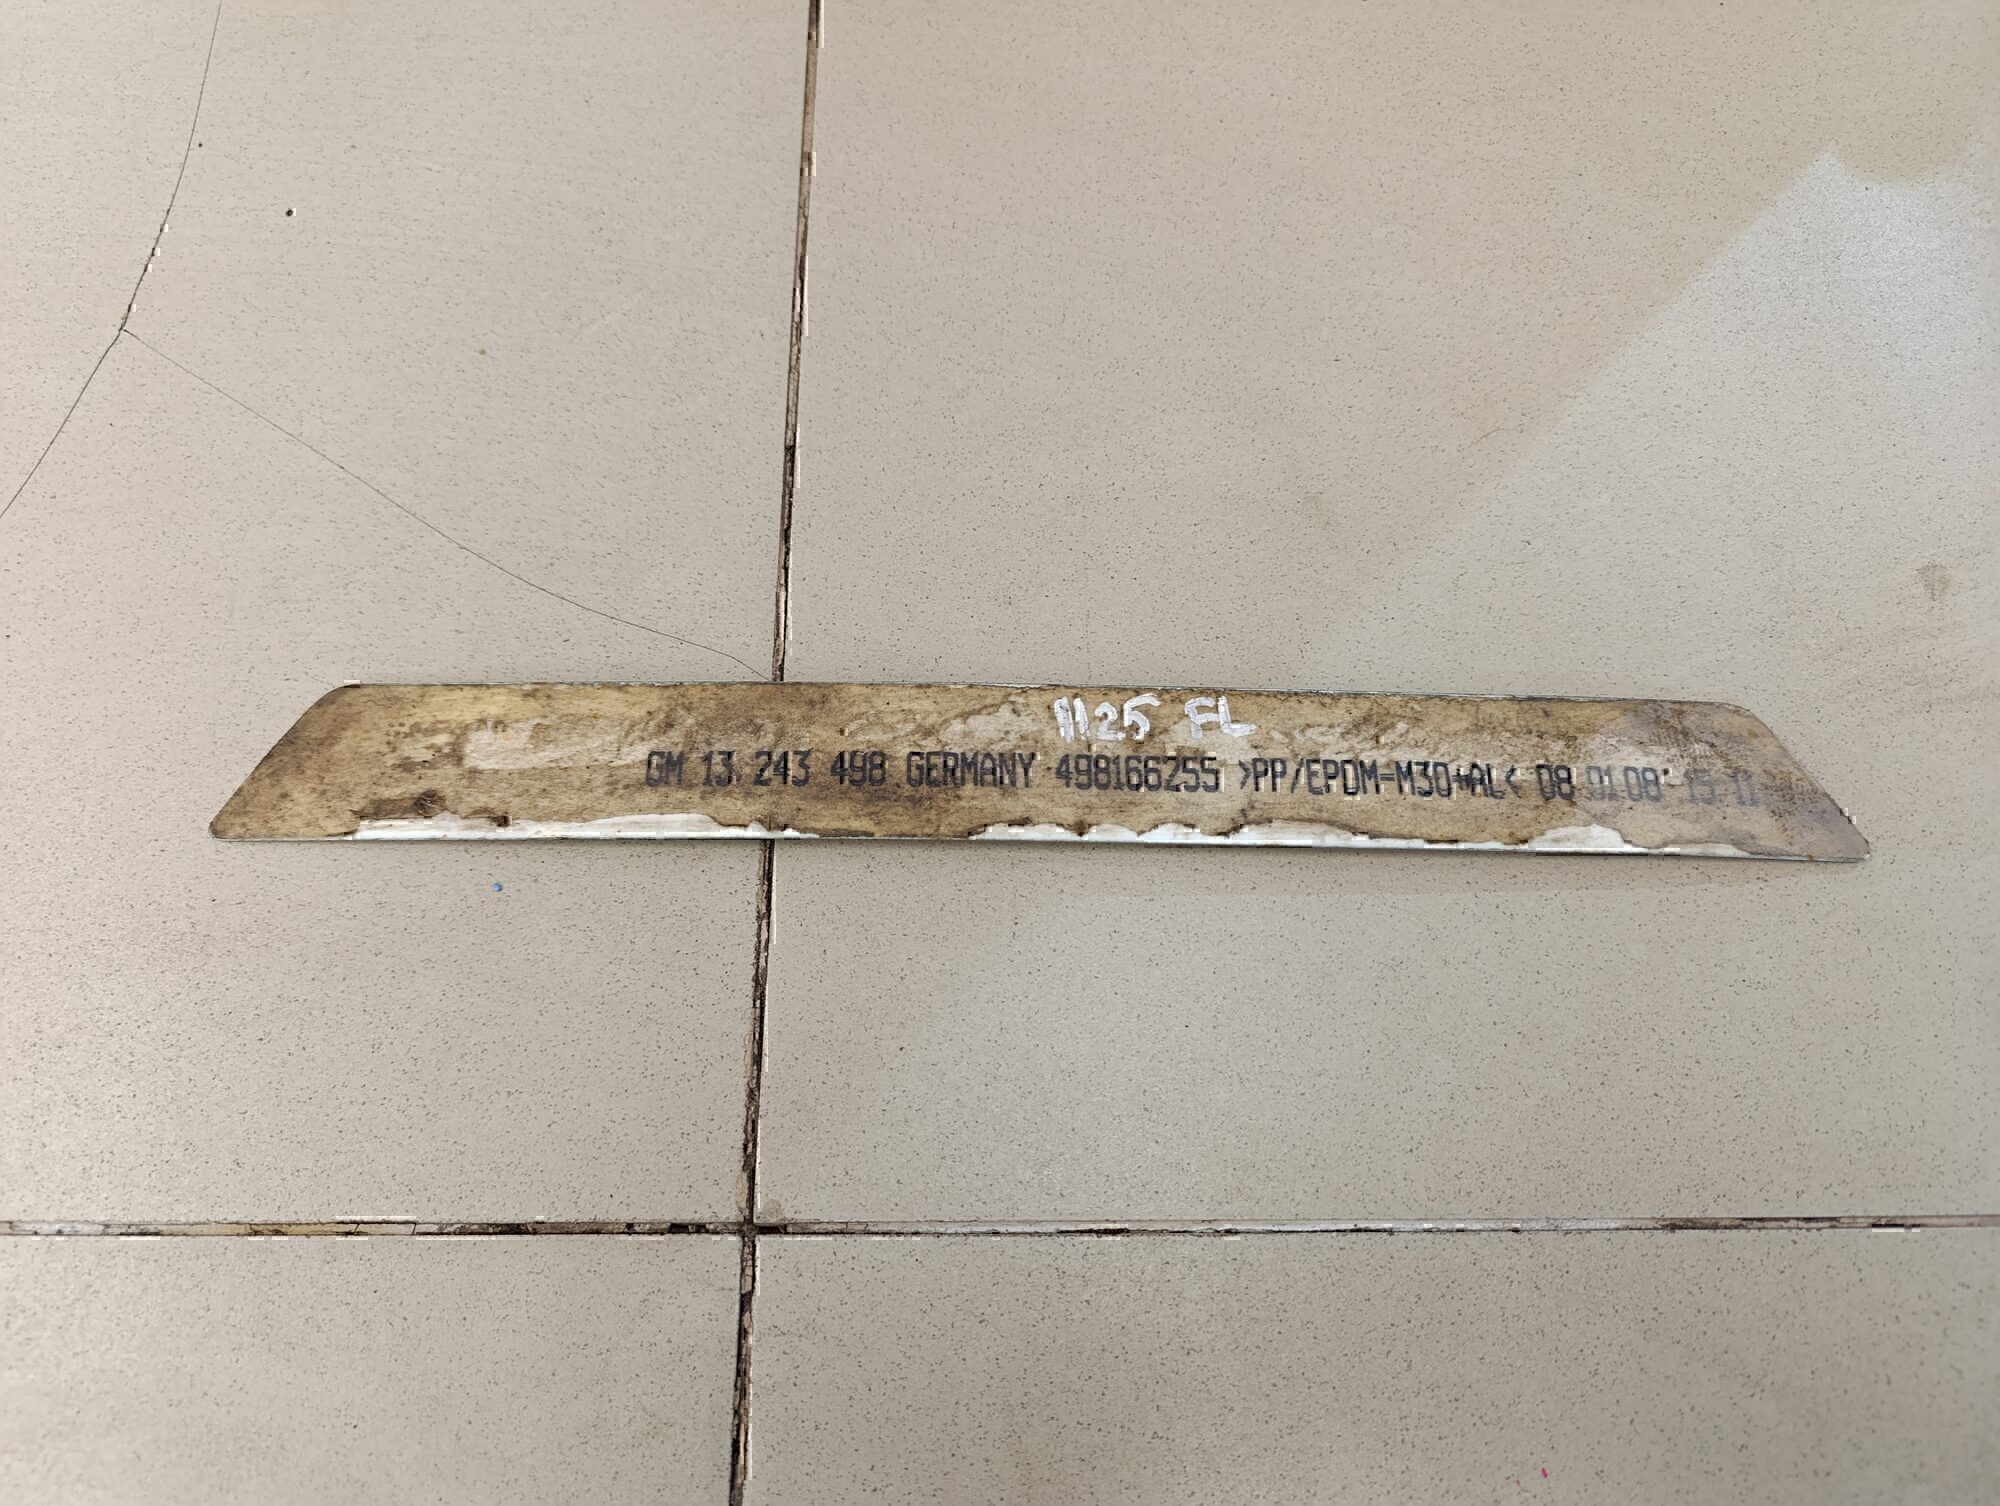 1125 FL
GM 13 243 498 GERMANY 498166255 >PP/EPDM-M30+AL< 08 01 08 15:11